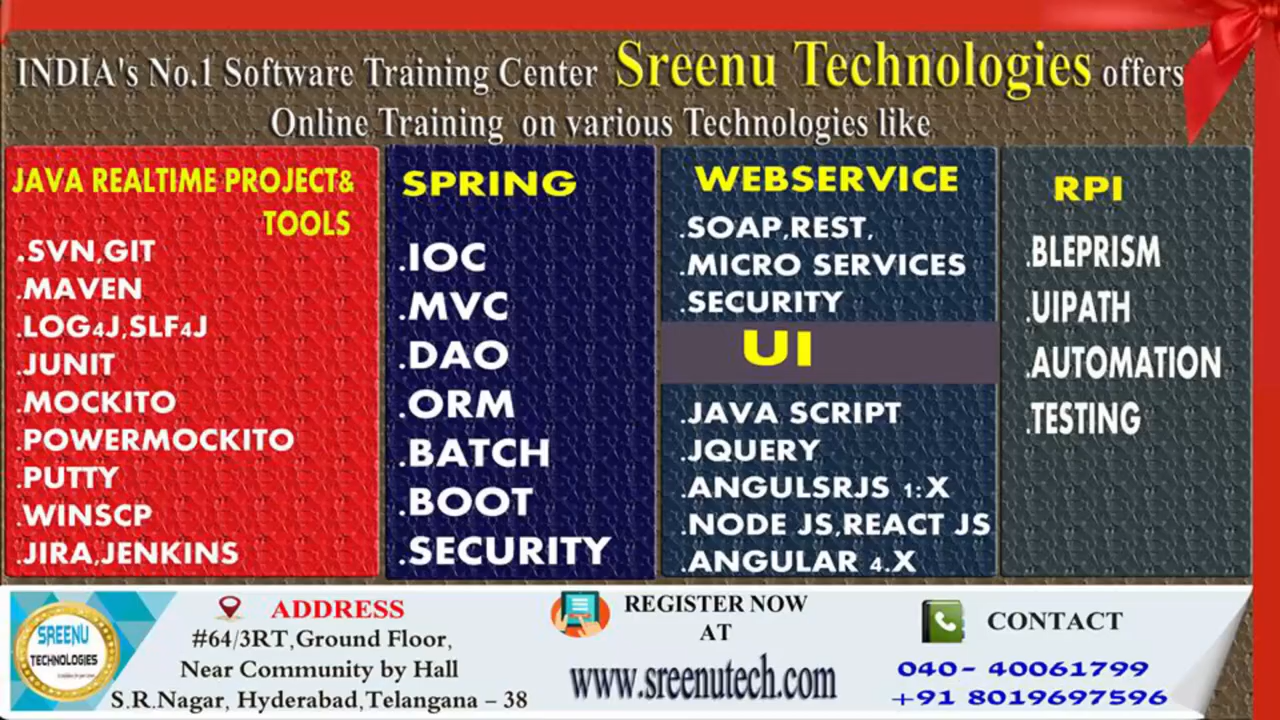 INDIA's No.1 Software Training Center Sreenu Technologies offers
Online Training on various Technologies like
JAVA REALTIME PROJECT&
TOOLS
.SVN,GIT
.MAVEN
.LOG4J,SLF4J
.JUNIT
.MOCKITO
.POWERMOCKITO
.PUTTY
.WINSCP
.JIRA,JENKINS
SPRING
.IOC
.MVC
.DAO
.ORM
.BATCH
.BOOT
.SECURITY
WEBSERVICE
.SOAP,REST,
.MICRO SERVICES
.SECURITY
UI
.JAVA SCRIPT
.JQUERY
.ANGULSRJS 1:X
.NODE JS,REACT JS
.ANGULAR 4.X
RPI
.BLEPRISM
.UIPATH
.AUTOMATION
.TESTING
SREENU
TECHNOLOGIES
ADDRESS
#64/3RT,Ground Floor,
Near Community by Hall
S.R.Nagar, Hyderabad,Telangana – 38
REGISTER NOW
AT
www.sreenutech.com
CONTACT
040- 40061799
+91 8019697596